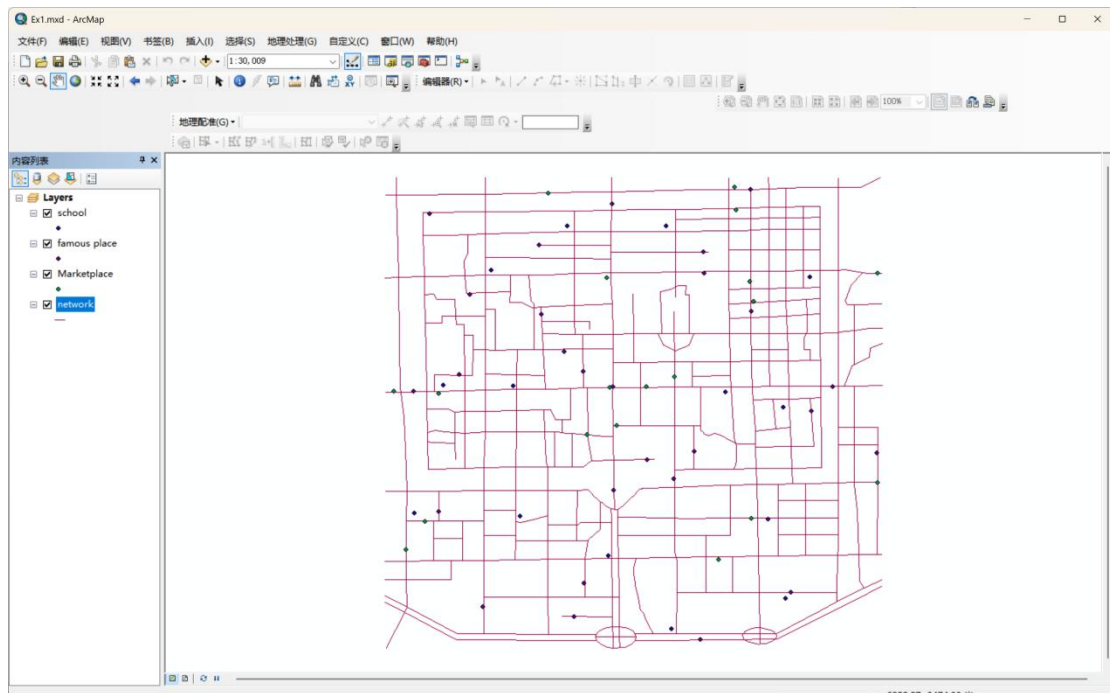 Ex1.mxd - ArcMap
文件(F) 编辑(E) 视图(V) 书签(B) 插入(I) 选择(S) 地理处理(G) 自定义(C) 窗口(W) 帮助(H)
1:30,009
编辑器(R)
100%
地理配准(G)
内容列表
Layers
school
famous place
Marketplace
network